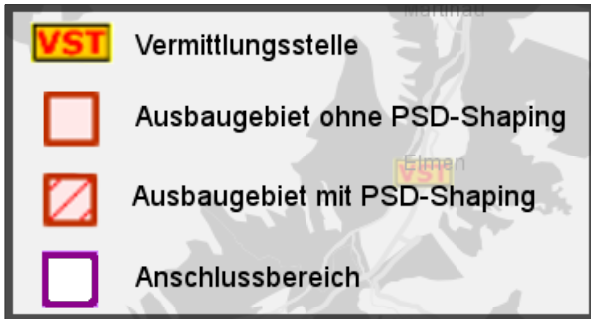 Martinau
VST Vermittlungsstelle
Ausbaugebiet ohne PSD-Shaping
Elmen
VST
Ausbaugebiet mit PSD-Shaping
Anschlussbereich